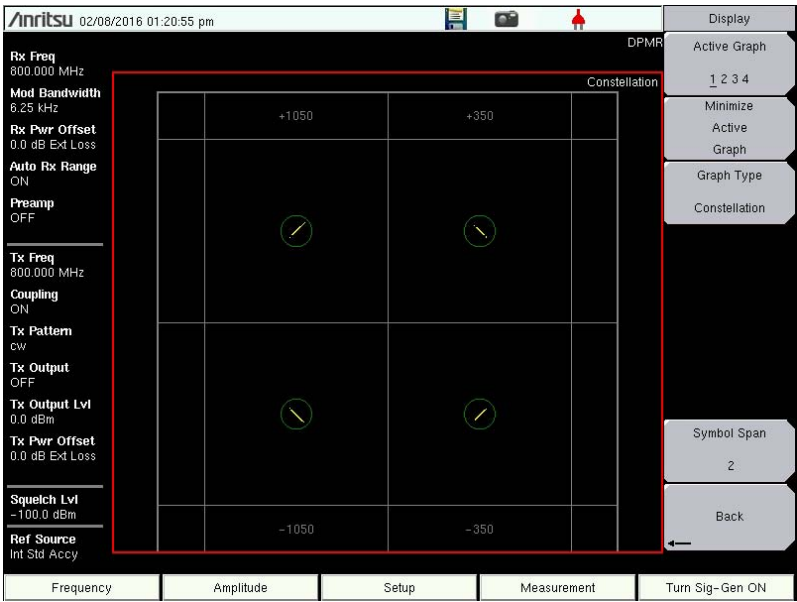 /inritsu 02/08/2016 01:20:55 pm
Display
DPMR
Rx Freq
800.000 MHz
Mod Bandwidth
6.25 kHz
Rx Pwr Offset
0.0 dB Ext Loss
Auto Rx Range
ON
Preamp
OFF
Tx Freq
800.000 MHz
Coupling
ON
Tx Pattern
cw
Tx Output
OFF
Tx Output Lvl
0.0 dBm
Tx Pwr Offset
0.0 dB Ext Loss
Squelch Lvl
-100.0 dBm
Ref Source
Int Std Accy
Constellation
+1050 +350
-1050 -350
Active Graph
1 2 3 4
Minimize
Active
Graph
Graph Type
Constellation
Symbol Span
2
Back
Frequency
Amplitude
Setup
Measurement
Turn Sig-Gen ON